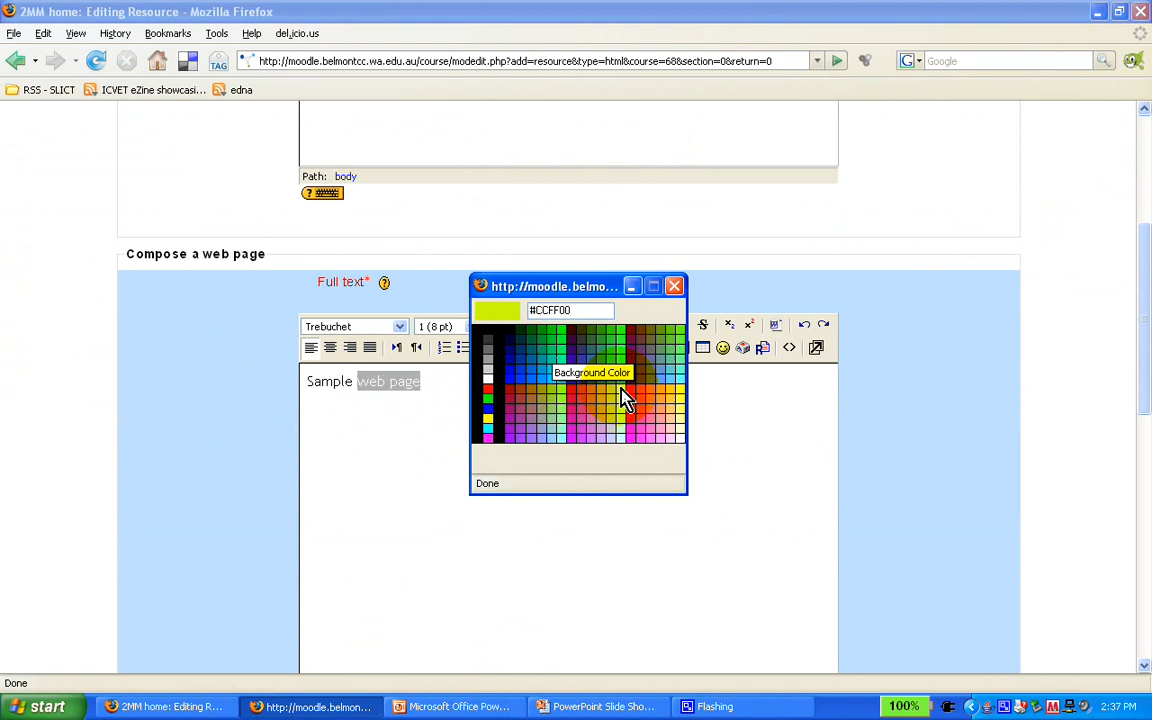 2MM home: Editing Resource - Mozilla Firefox
File Edit View History Bookmarks Tools Help del.icio.us
TAG http://moodle.belmontcc.wa.edu.au/course/modedit.php?add=resource&type=html&course=68&section=0&return=0 G Google
RSS - SLICT ICVET eZine showcasi... edna
Path: body
?
Compose a web page
Full text* ?
http://moodle.belmo...
#CCFF00
Trebuchet 1 (8 pt)
Background Color
Sample web page
Done
Done
start 2MM home: Editing R... http://moodle.belmon... Microsoft Office Pow... PowerPoint Slide Sho... Flashing 100% 2:37 PM